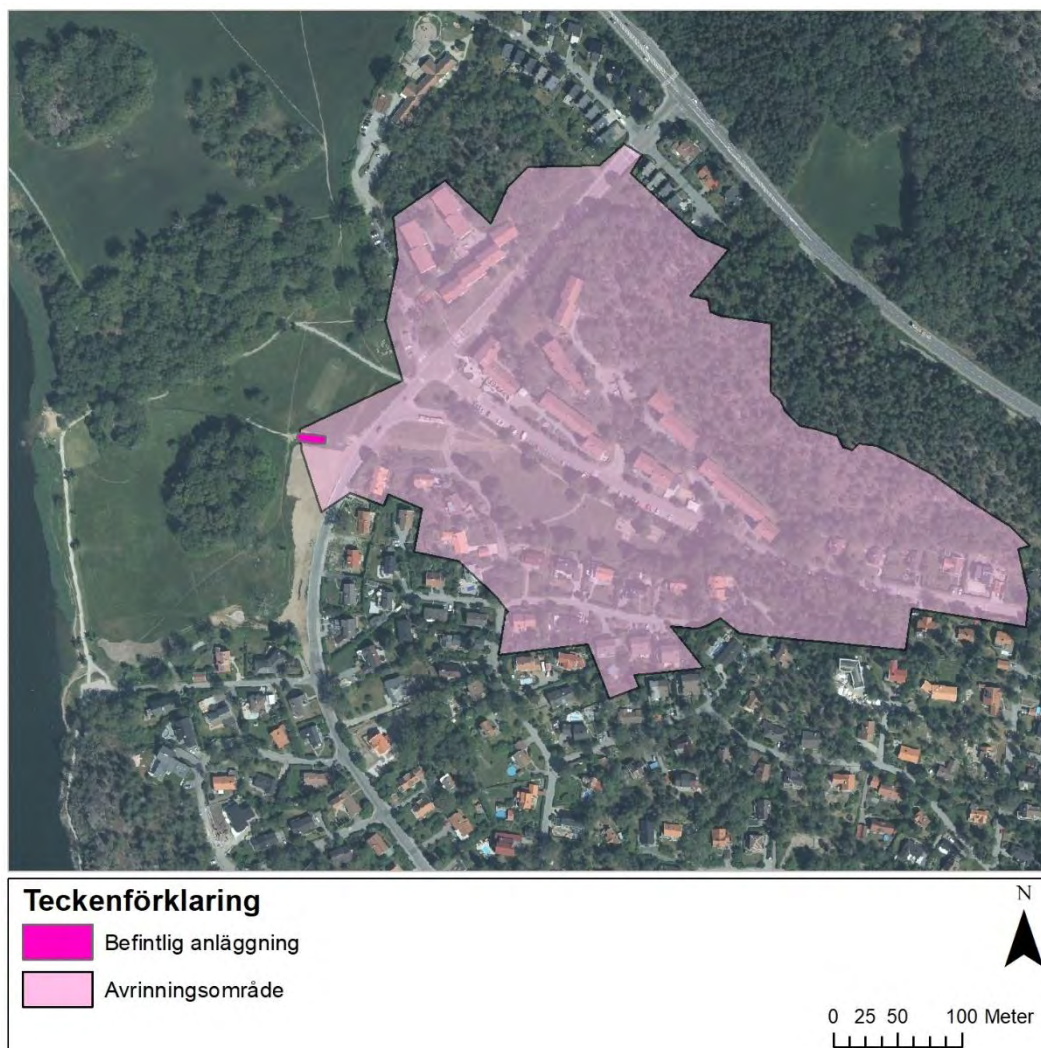 Teckenförklaring
Befintlig anläggning
Avrinningsområde
N
0 25 50 100 Meter